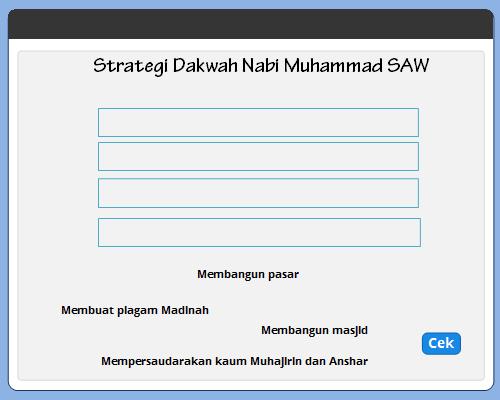 Strategi Dakwah Nabi Muhammad SAW
Membangun pasar
Membuat plagam Madinah
Membangun masjid
Cek
Mempersaudarakan kaum Muhajirin dan Anshar